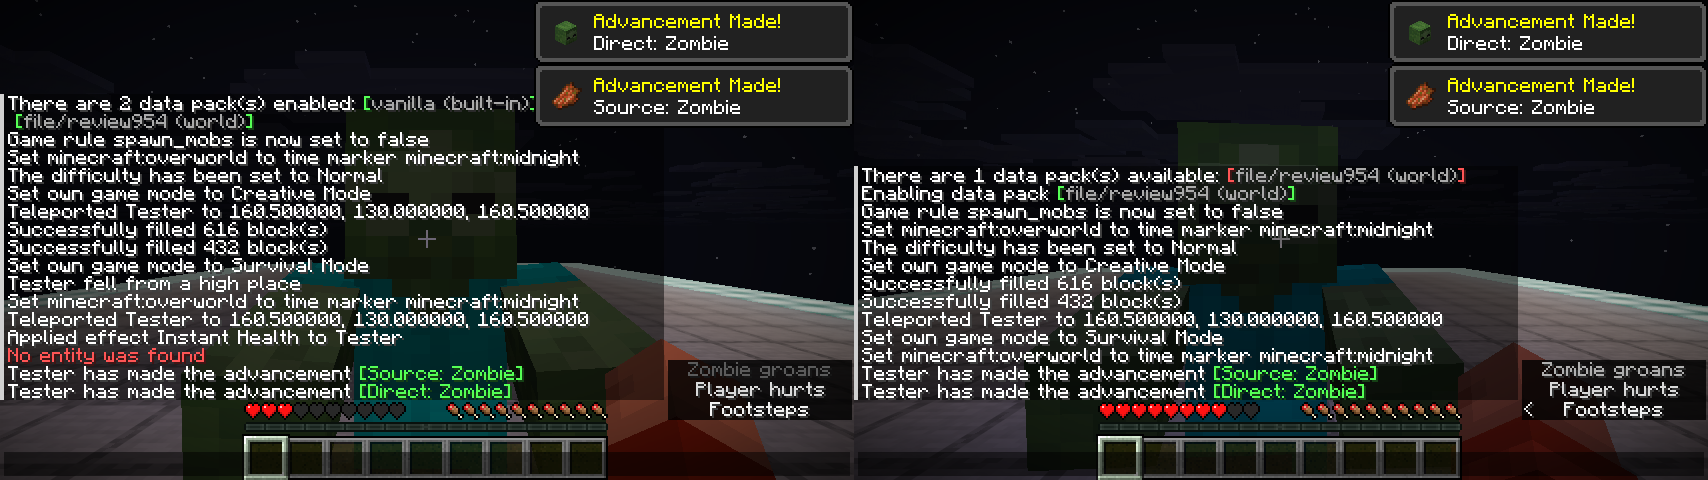 Advancement Made!
Direct: Zombie
Advancement Made!
Source: Zombie
There are 2 data pack(s) enabled: [vanilla (built-in)]
[file/review954 (world)]
Game rule spawn_mobs is now set to false
Set minecraft:overworld to time marker minecraft:midnight
The difficulty has been set to Normal
Set own game mode to Creative Mode
Teleported Tester to 160.500000, 130.000000, 160.500000
Successfully filled 616 block(s)
Successfully filled 432 block(s)
Set own game mode to Survival Mode
Tester fell from a high place
Set minecraft:overworld to time marker minecraft:midnight
Teleported Tester to 160.500000, 130.000000, 160.500000
Applied effect Instant Health to Tester
No entity was found
Tester has made the advancement [Source: Zombie]
Tester has made the advancement [Direct: Zombie]
Zombie groans
Player hurts
Footsteps
Advancement Made!
Direct: Zombie
Advancement Made!
Source: Zombie
There are 1 data pack(s) available: [file/review954 (world)]
Enabling data pack [file/review954 (world)]
Game rule spawn_mobs is now set to false
Set minecraft:overworld to time marker minecraft:midnight
The difficulty has been set to Normal
Set own game mode to Creative Mode
Successfully filled 616 block(s)
Successfully filled 432 block(s)
Teleported Tester to 160.500000, 130.000000, 160.500000
Set own game mode to Survival Mode
Set minecraft:overworld to time marker minecraft:midnight
Tester has made the advancement [Source: Zombie]
Tester has made the advancement [Direct: Zombie]
Zombie groans
Player hurts
< Footsteps